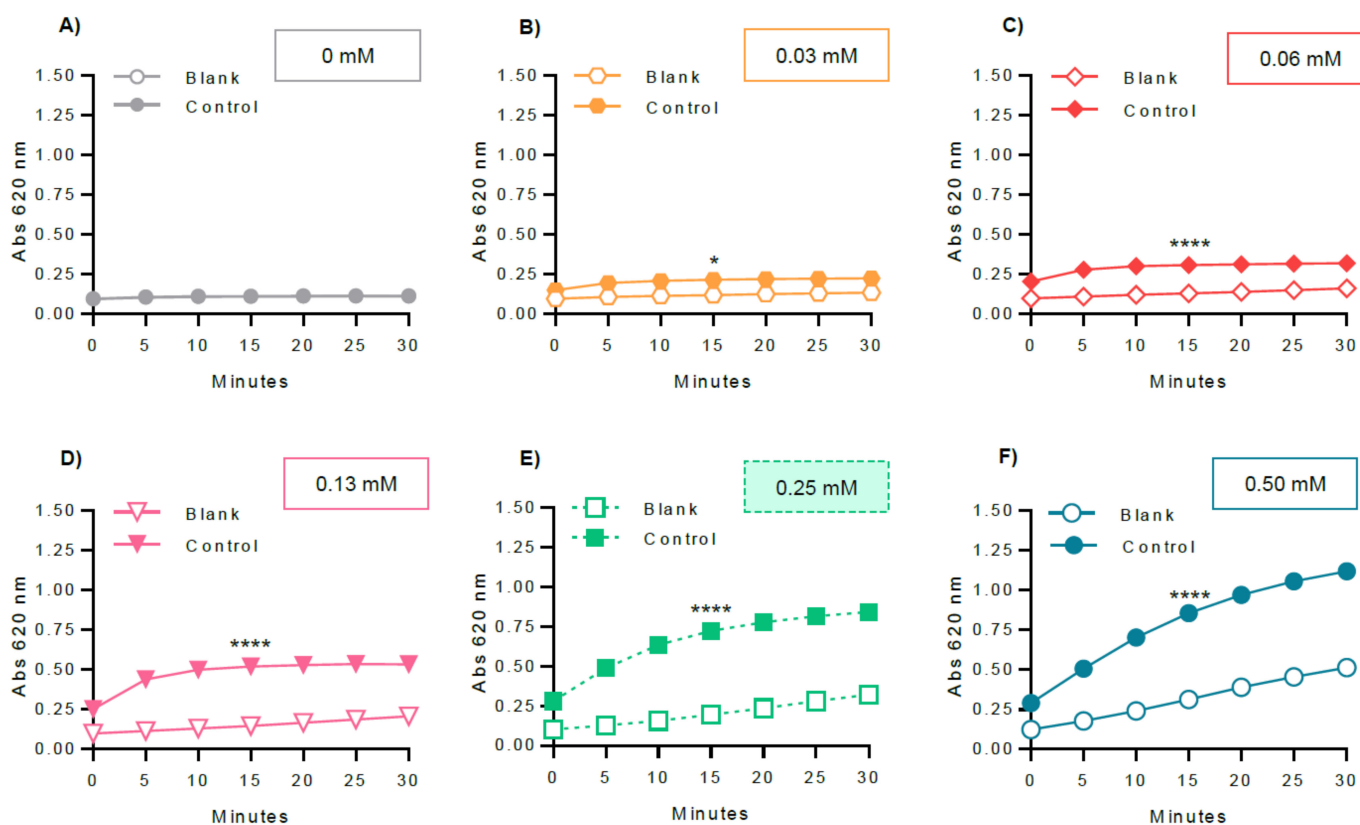 A)
0 mM
Blank
Control
1.50
1.25
1.00
0.75
0.50
0.25
0.00
Abs 620 nm
0 5 10 15 20 25 30
Minutes
B)
0.03 mM
Blank
Control
1.50
1.25
1.00
0.75
0.50
0.25
0.00
Abs 620 nm
*
0 5 10 15 20 25 30
Minutes
C)
0.06 mM
Blank
Control
1.50
1.25
1.00
0.75
0.50
0.25
0.00
Abs 620 nm
****
0 5 10 15 20 25 30
Minutes
D)
0.13 mM
Blank
Control
1.50
1.25
1.00
0.75
0.50
0.25
0.00
Abs 620 nm
****
0 5 10 15 20 25 30
Minutes
E)
0.25 mM
Blank
Control
1.50
1.25
1.00
0.75
0.50
0.25
0.00
Abs 620 nm
****
0 5 10 15 20 25 30
Minutes
F)
0.50 mM
Blank
Control
1.50
1.25
1.00
0.75
0.50
0.25
0.00
Abs 620 nm
****
0 5 10 15 20 25 30
Minutes